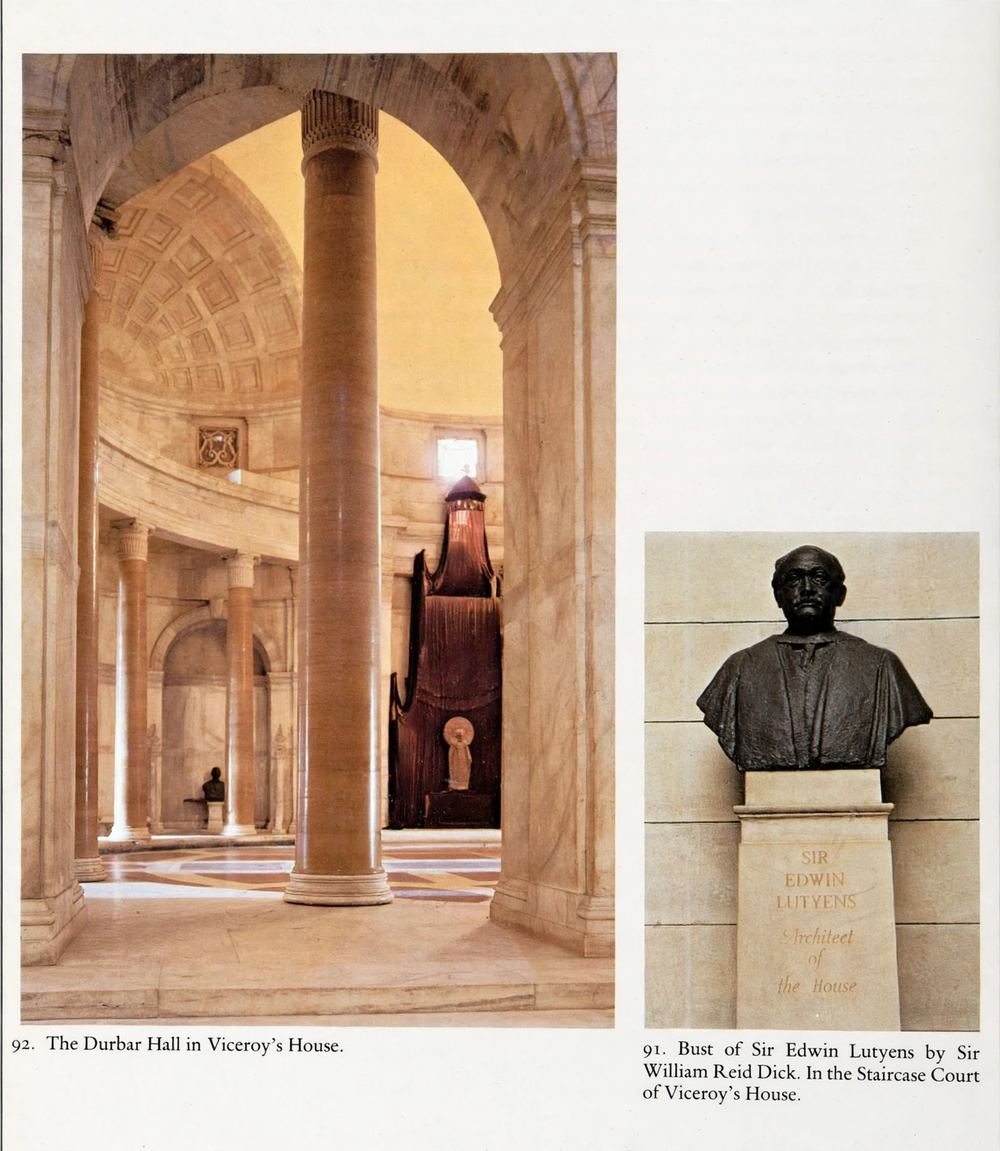 SIR
EDWIN
LUTYENS
Architect
of
the House
92. The Durbar Hall in Viceroy's House.
91. Bust of Sir Edwin Lutyens by Sir
William Reid Dick. In the Staircase Court
of Viceroy's House.